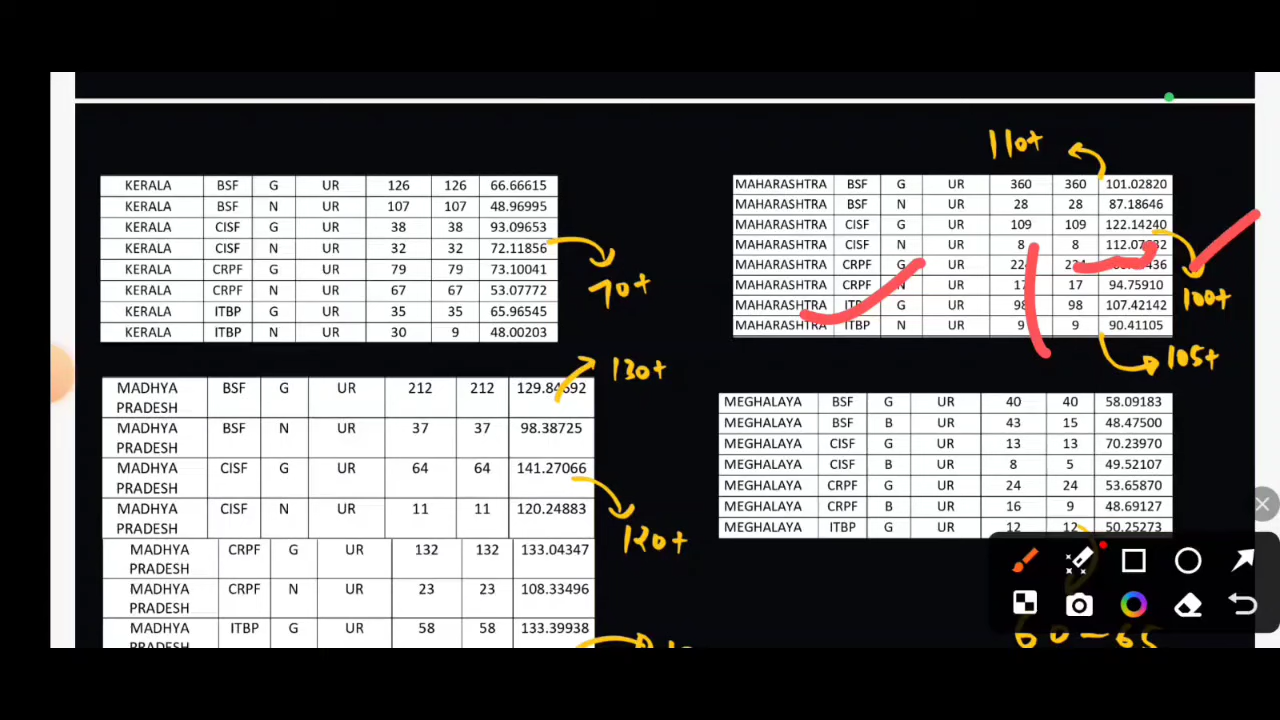 KERALA BSF G UR 126 126 66.66615
KERALA BSF N UR 107 107 48.96995
KERALA CISF G UR 38 38 93.09653
KERALA CISF N UR 32 32 72.11856
KERALA CRPF G UR 79 79 73.10041
KERALA CRPF N UR 67 67 53.07772
KERALA ITBP G UR 35 35 65.96545
KERALA ITBP N UR 30 9 48.00203
70+
110+
MAHARASHTRA BSF G UR 360 360 101.02820
MAHARASHTRA BSF N UR 28 28 87.18646
MAHARASHTRA CISF G UR 109 109 122.14240
MAHARASHTRA CISF N UR 8 8
MAHARASHTRA CRPF G UR
MAHARASHTRA CRPF N UR 17 17 94.75910
MAHARASHTRA ITBP G UR 98 98 107.42142
MAHARASHTRA ITBP N UR 9 9 90.41105
100+
105+
130+
MADHYA PRADESH BSF G UR 212 212
MADHYA PRADESH BSF N UR 37 37 98.38725
MADHYA PRADESH CISF G UR 64 64 141.27066
MADHYA PRADESH CISF N UR 11 11 120.24883
MADHYA PRADESH CRPF G UR 132 132 133.04347
MADHYA PRADESH CRPF N UR 23 23 108.33496
MADHYA PRADESH ITBP G UR 58 58 133.39938
120+
MEGHALAYA BSF G UR 40 40 58.09183
MEGHALAYA BSF B UR 43 15 48.47500
MEGHALAYA CISF G UR 13 13 70.23970
MEGHALAYA CISF B UR 8 5 49.52107
MEGHALAYA CRPF G UR 24 24 53.65870
MEGHALAYA CRPF B UR 16 9 48.69127
MEGHALAYA ITBP G UR 12 12 50.25273
60-65